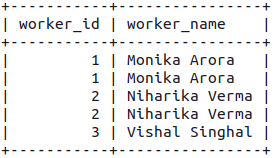 +-----------+----------------+
| worker_id | worker_name    |
+-----------+----------------+
|         1 | Monika Arora   |
|         1 | Monika Arora   |
|         2 | Niharika Verma |
|         2 | Niharika Verma |
|         3 | Vishal Singhal |
+-----------+----------------+